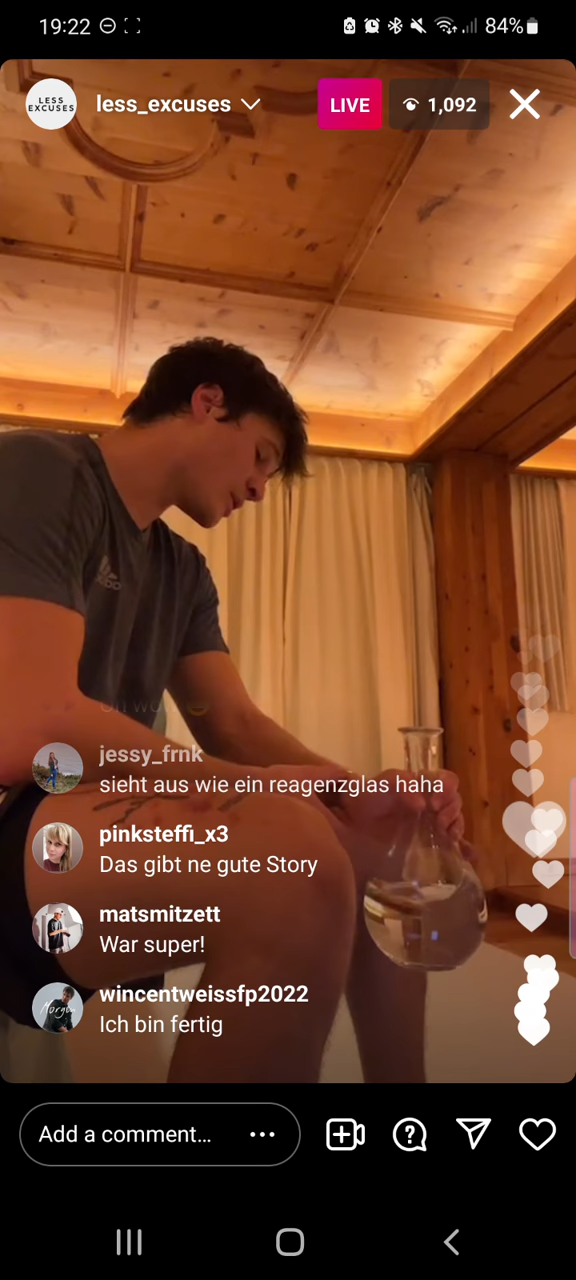 19:22
84%
LESS
EXCUSES
less_excuses
LIVE
1,092
jessy_frnk
sieht aus wie ein reagenzglas haha
pinksteffi_x3
Das gibt ne gute Story
matsmitzett
War super!
wincentweissfp2022
Morgen
Ich bin fertig
Add a comment...